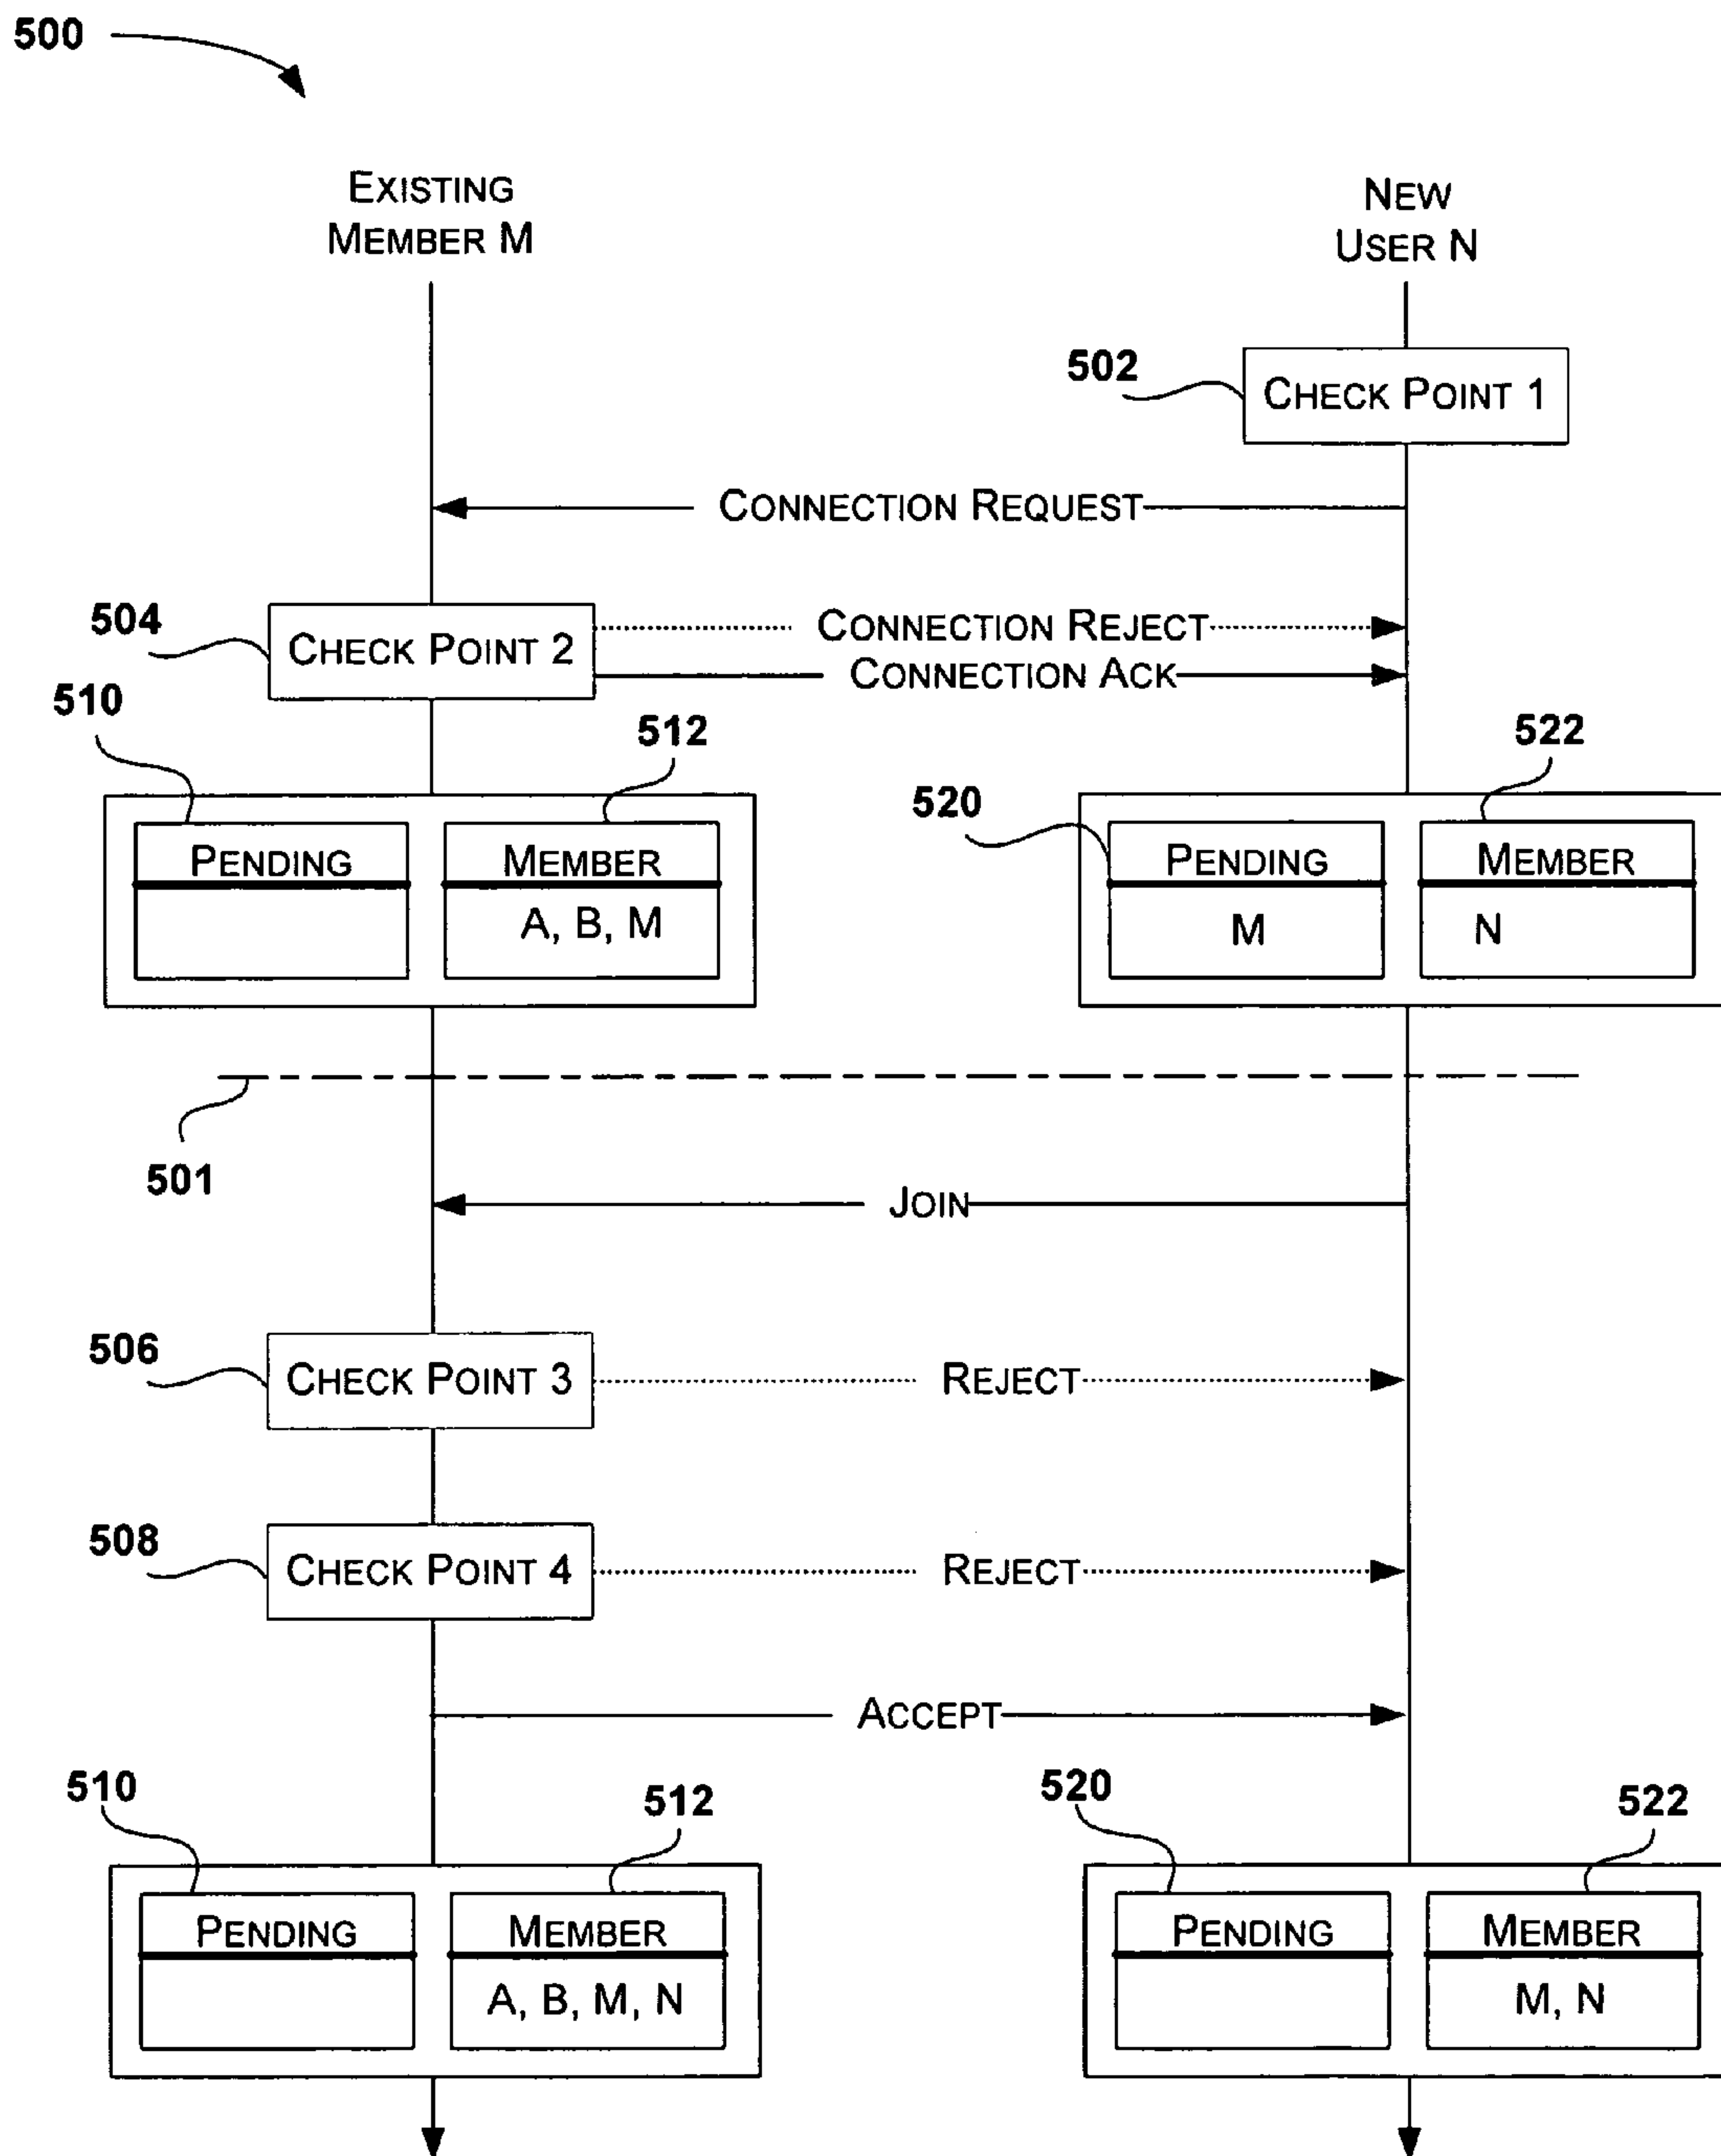 500
EXISTING
MEMBER M
NEW
USER N
502
CHECK POINT 1
CONNECTION REQUEST
504
CHECK POINT 2
CONNECTION REJECT
CONNECTION ACK
510
512
522
520
PENDING
MEMBER
PENDING
MEMBER
A, B, M
M
N
501
JOIN
506
CHECK POINT 3
REJECT
508
CHECK POINT 4
REJECT
ACCEPT
510
512
520
522
PENDING
MEMBER
PENDING
MEMBER
A, B, M, N
M, N